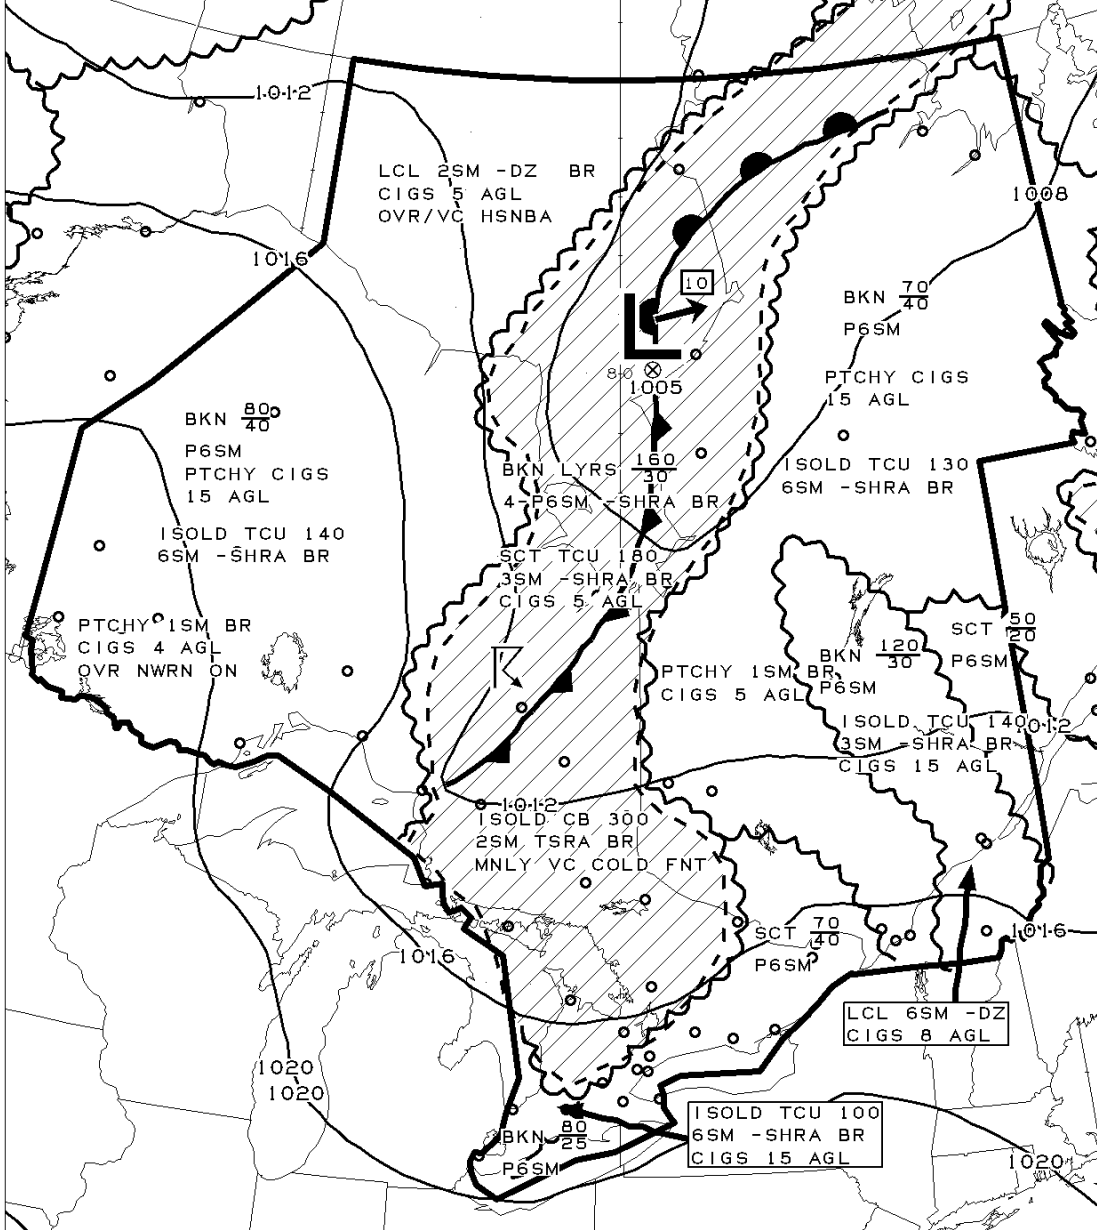 1012
LCL 2SM -DZ BR
CIGS 5 AGL
OVR/VC HSNBA
1008
1016
10
BKN 70
40
P6SM
80
1005
PTCHY CIGS
15 AGL
BKN 80
40
P6SM
PTCHY CIGS
15 AGL
BKN LYRS 160
30
4-P6SM -SHRA BR
ISOLD TCU 130
6SM -SHRA BR
ISOLD TCU 140
6SM -SHRA BR
SCT TCU 180
3SM -SHRA BR
CIGS 5 AGL
PTCHY 1SM BR
CIGS 4 AGL
OVR NWRN ON
SCT 50
20
P6SM
BKN 120
30
P6SM
PTCHY 1SM BR
CIGS 5 AGL
ISOLD TCU 140
3SM -SHRA BR
CIGS 15 AGL
1012
1012
ISOLD CB 300
2SM TSRA BR
MNLY VC COLD FNT
SCT 70
40
P6SM
1016
1016
LCL 6SM -DZ
CIGS 8 AGL
1020
1020
BKN 80
25
P6SM
ISOLD TCU 100
6SM -SHRA BR
CIGS 15 AGL
1020